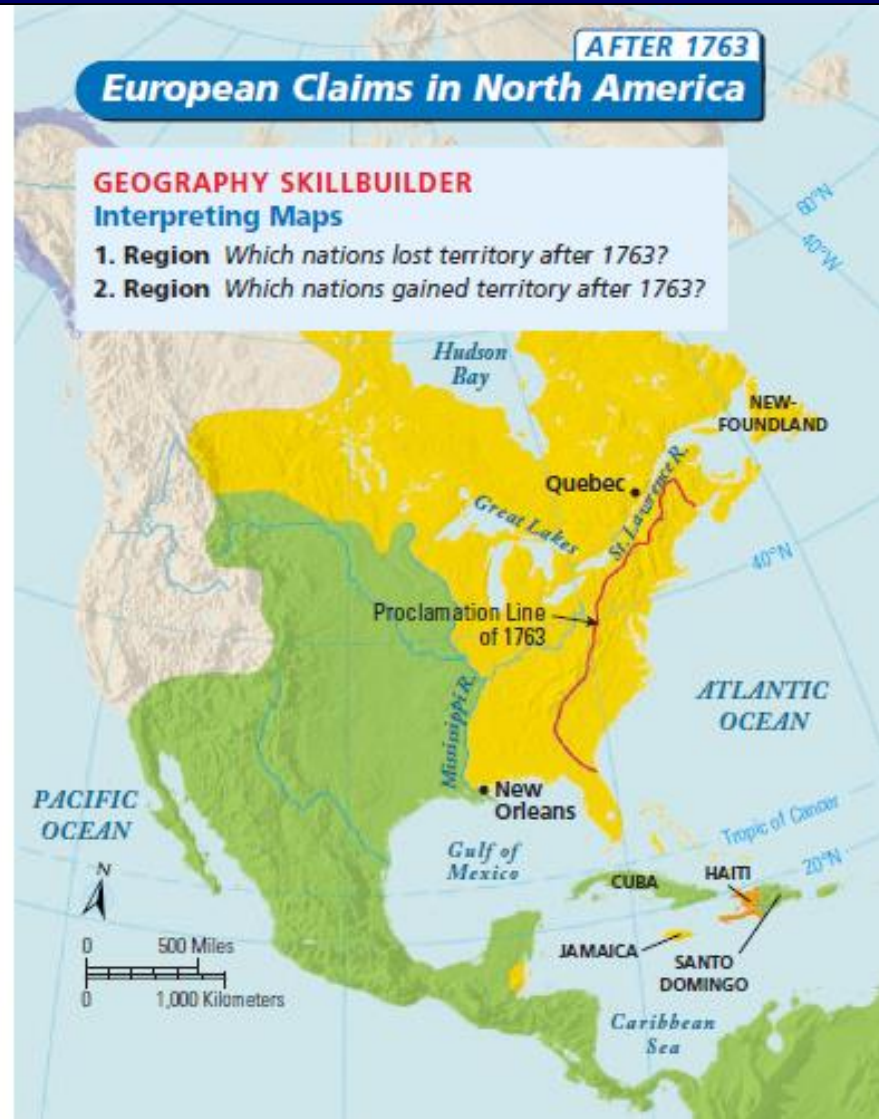 AFTER 1763
European Claims in North America
GEOGRAPHY SKILLBUILDER
Interpreting Maps
1. Region Which nations lost territory after 1763?
2. Region Which nations gained territory after 1763?
60°N
40°W
Hudson
Bay
NEW-
FOUNDLAND
Quebec
St. Lawrence R.
Great Lakes
40°N
Proclamation Line
of 1763
Mississippi R.
ATLANTIC
OCEAN
PACIFIC
OCEAN
New
Orleans
Gulf of
Mexico
Tropic of Cancer
20°N
CUBA
HAITI
JAMAICA
SANTO
DOMINGO
N
0 500 Miles
0 1,000 Kilometers
Caribbean
Sea